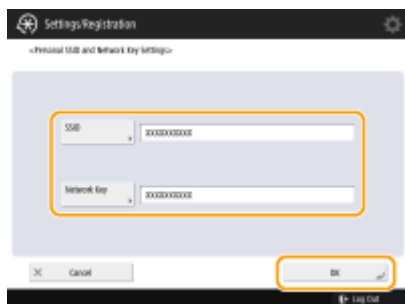 Settings/Registration
<Personal SSID and Network Key Settings>
SSID
XXXXXXXXXX
Network Key
XXXXXXXXXX
Cancel
OK
Log Out